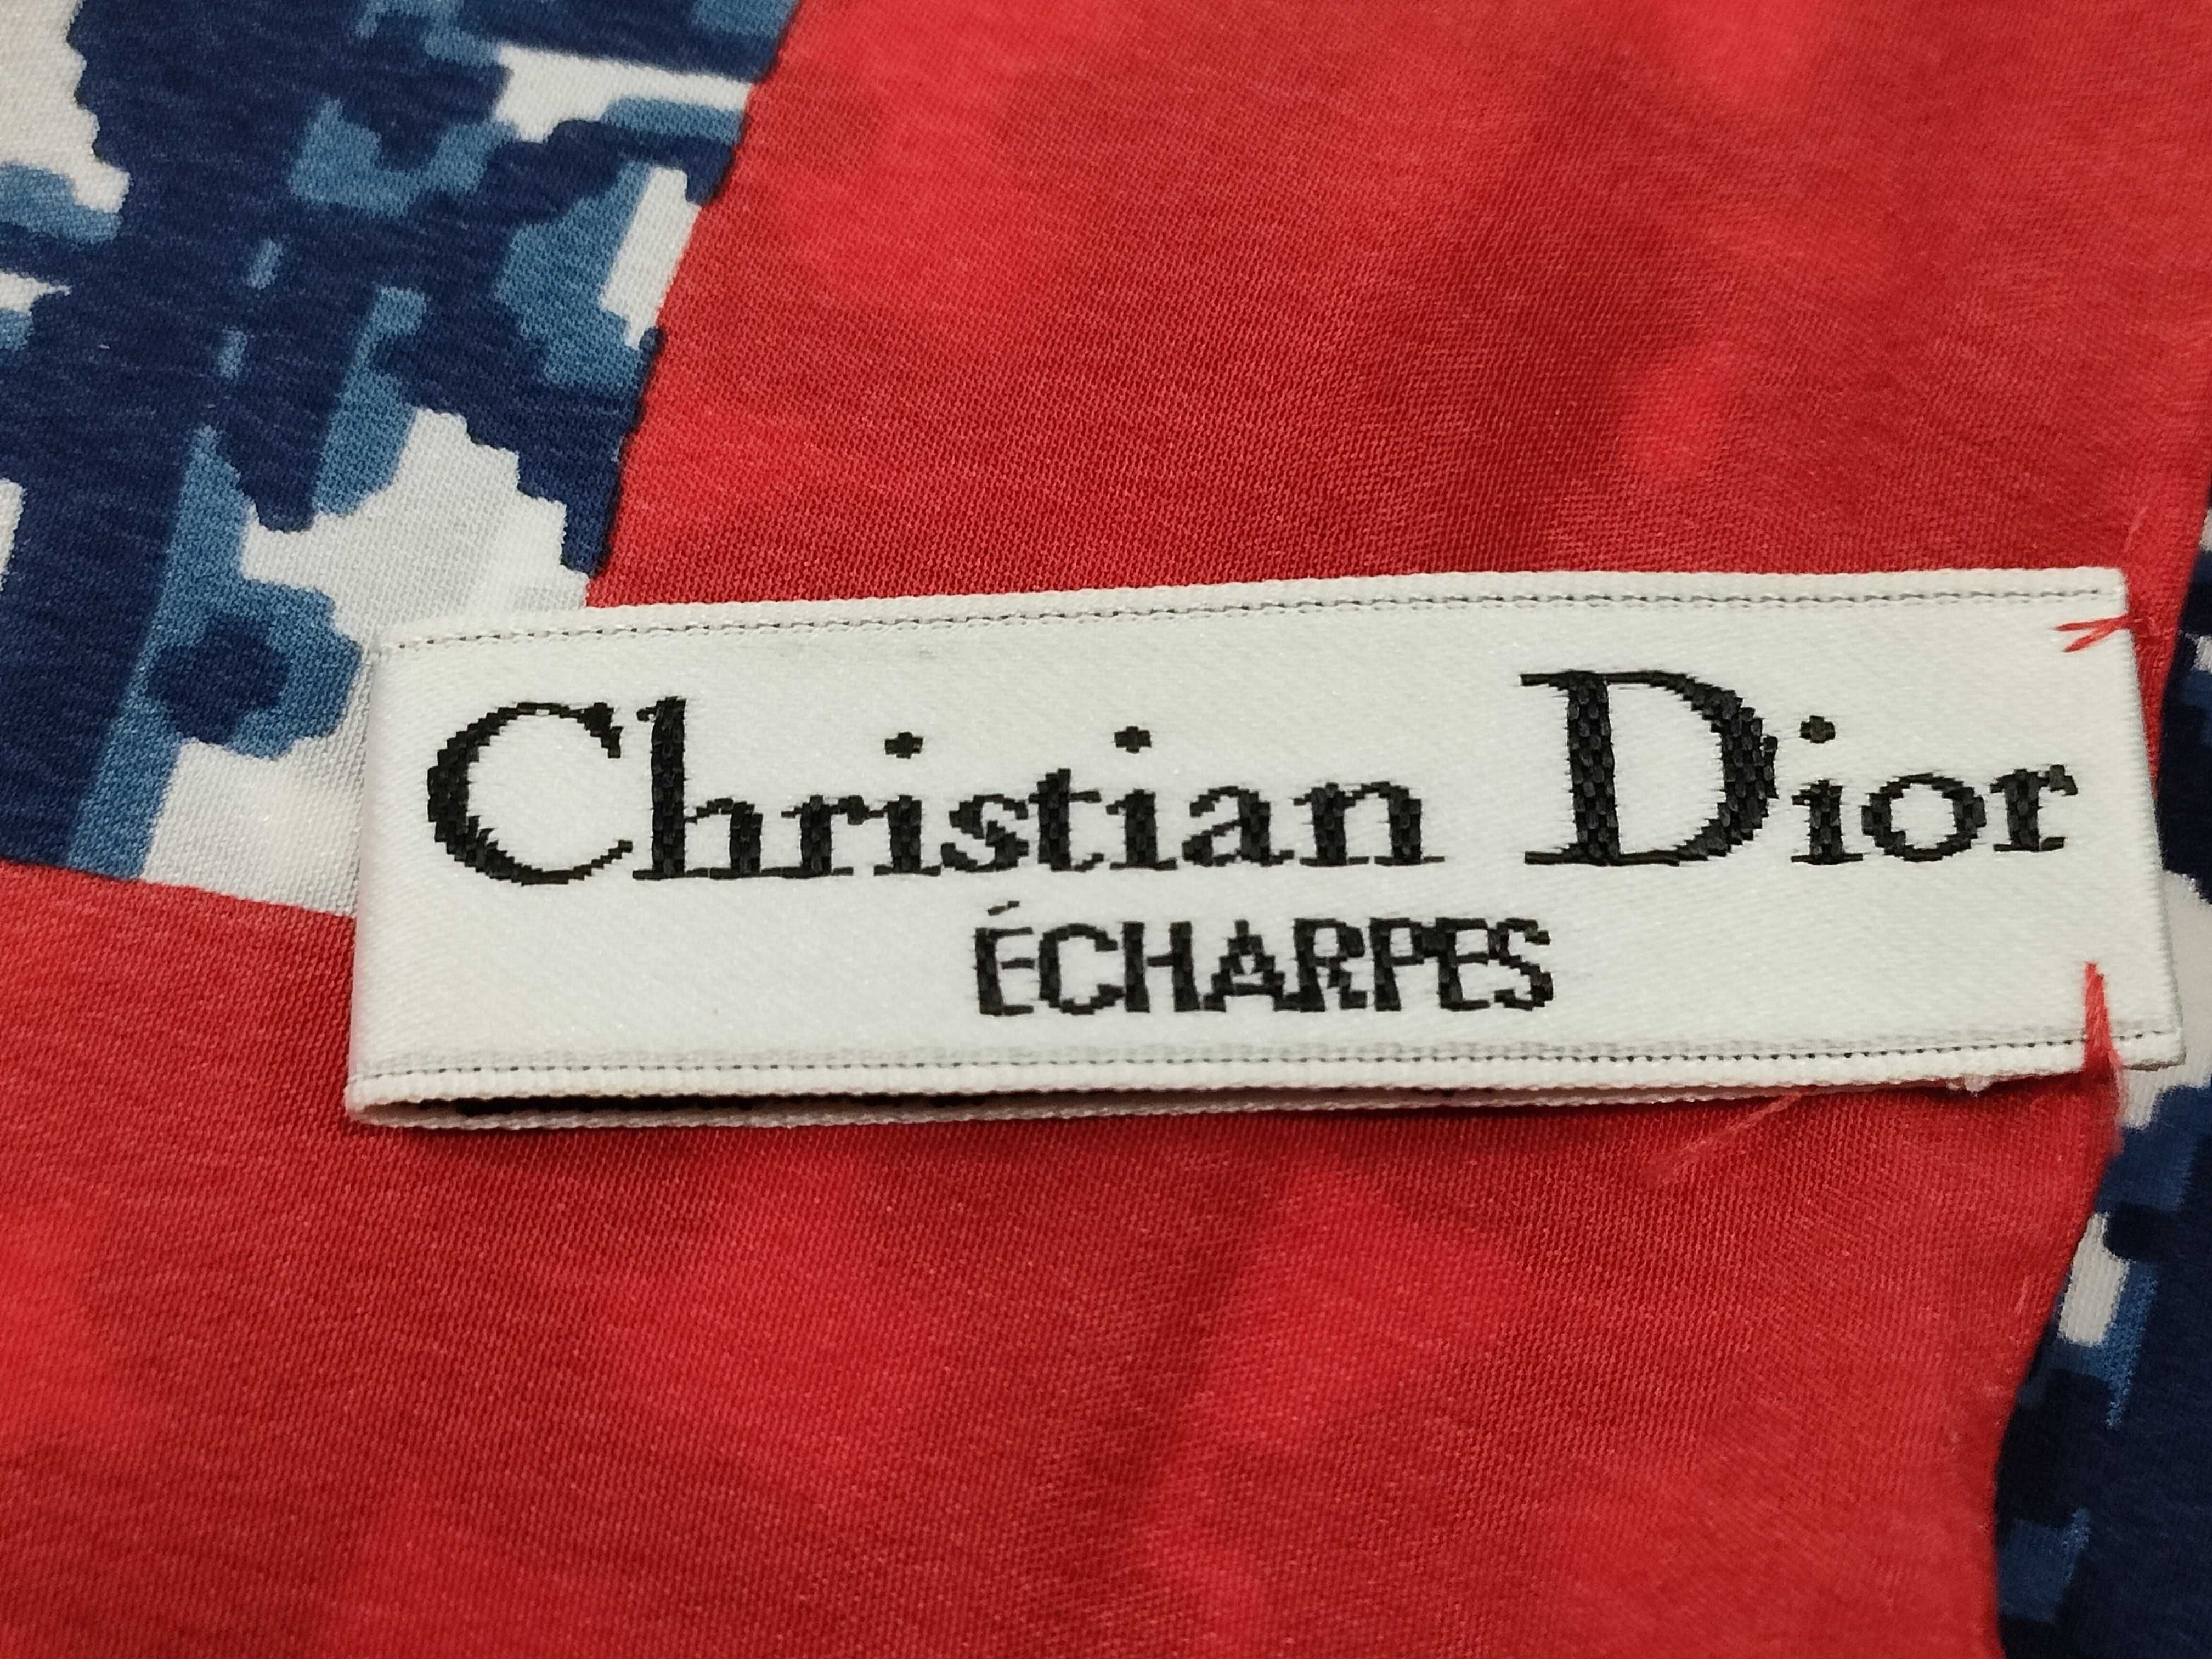 Christian Dior
ÉCHARPES